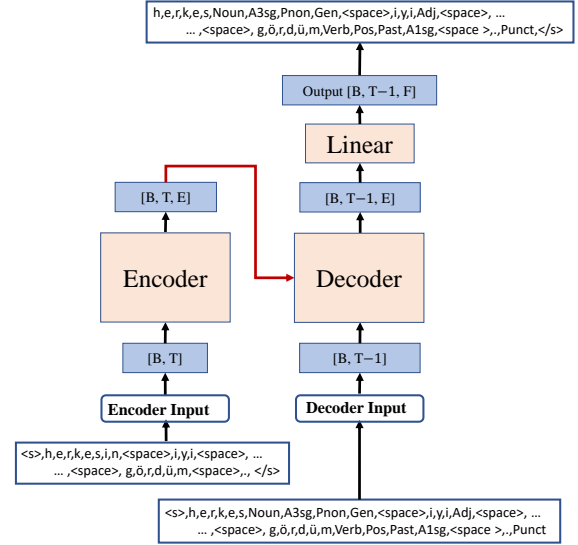 h,e,r,k,e,s,Noun,A3sg,Pnon,Gen,<space>,i,y,i,Adj,<space>, …
… ,<space>, g,ö,r,d,ü,m,Verb,Pos,Past,A1sg,<space >,.,Punct,</s>
Output [B, T−1, F]
Linear
[B, T, E]
[B, T−1, E]
Encoder
Decoder
[B, T]
[B, T−1]
Encoder Input
Decoder Input
<s>,h,e,r,k,e,s,i,n,<space>,i,y,i,<space>, …
… ,<space>, g,ö,r,d,ü,m,<space>,., </s>
<s>,h,e,r,k,e,s,Noun,A3sg,Pnon,Gen,<space>,i,y,i,Adj,<space>, …
… ,<space>, g,ö,r,d,ü,m,Verb,Pos,Past,A1sg,<space >,.,Punct